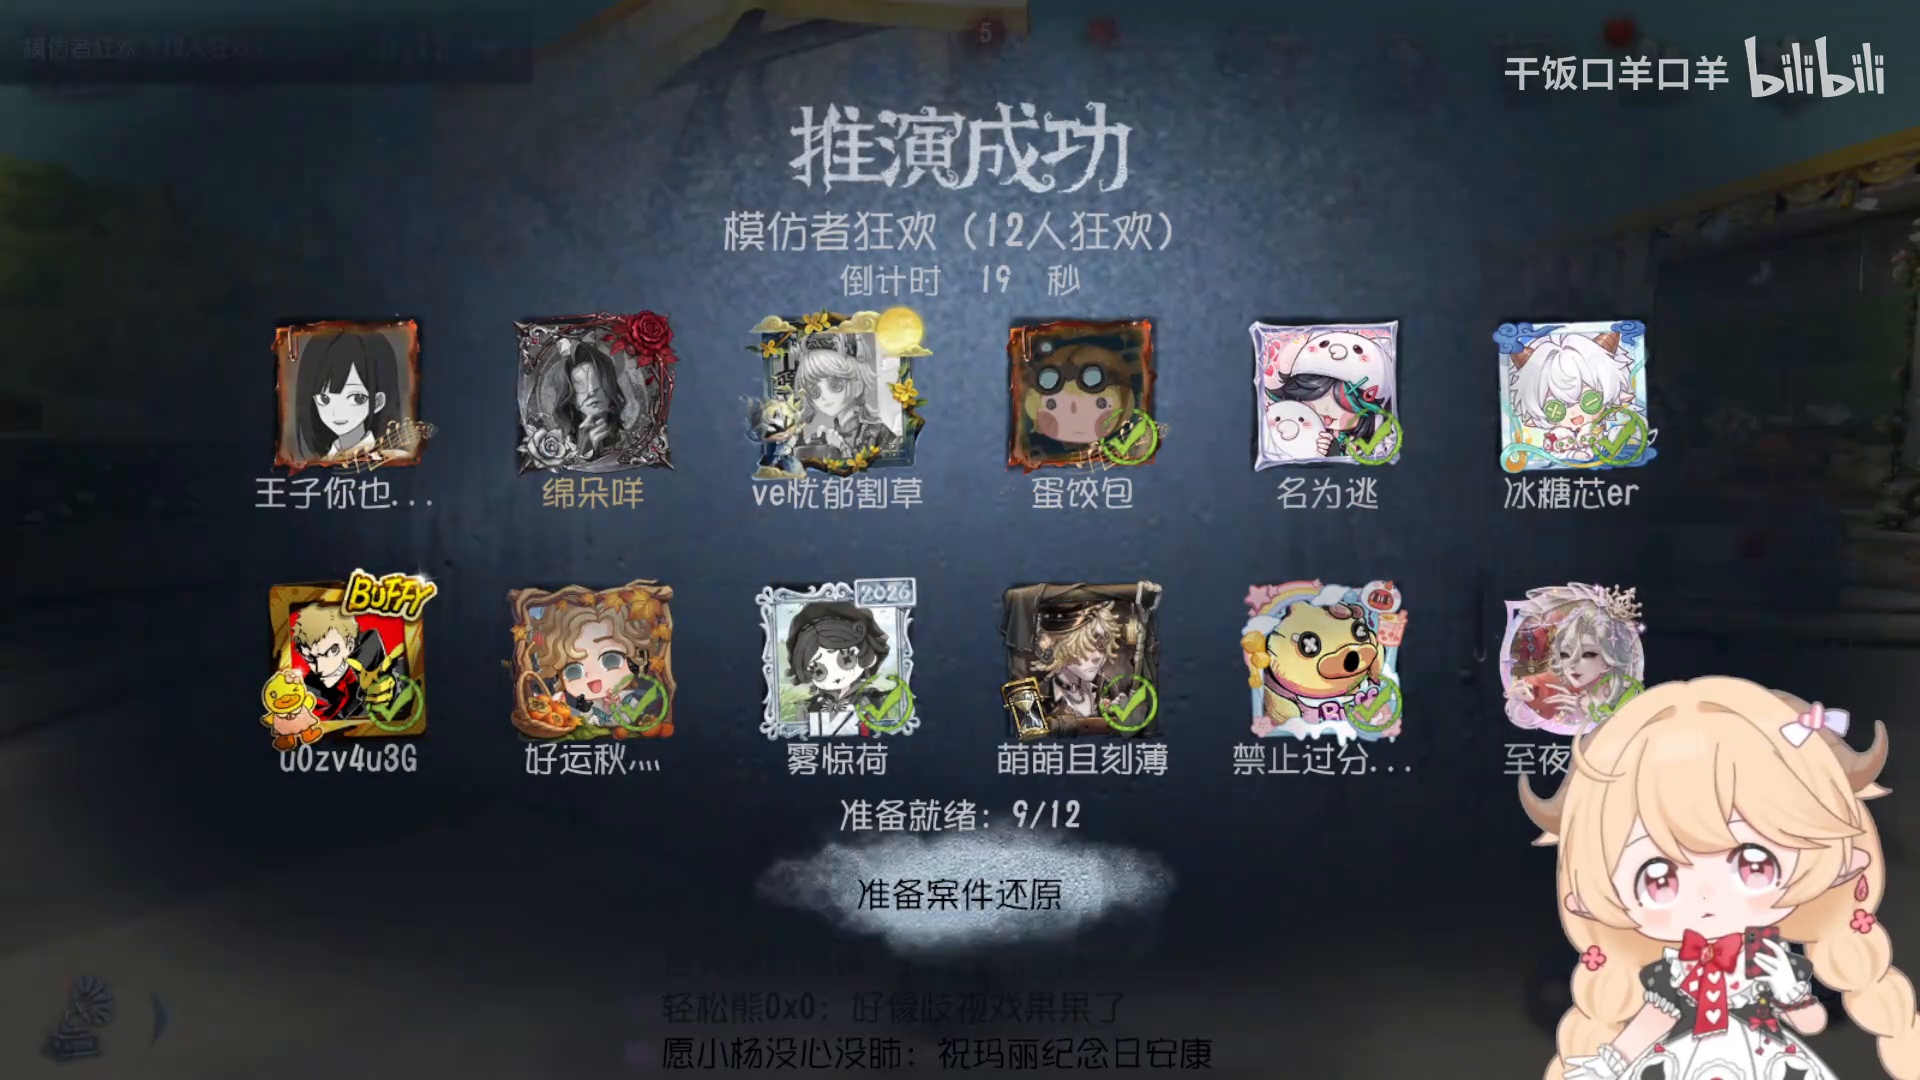 干饭口羊口羊 bilibili
5
推演成功
模仿者狂欢（12人狂欢）
倒计时 19 秒
王子你也...
绵朵咩
ve忧郁割草
蛋饺包
名为逃
冰糖芯er
BUFFY
2026
u0zv4u3G
好运秋灬
雾惊荷
萌萌且刻薄
禁止过分...
至夜
准备就绪：9/12
准备案件还原
轻松熊0x0：好像歧视戏果果了
愿小杨没心没肺：祝玛丽纪念日安康